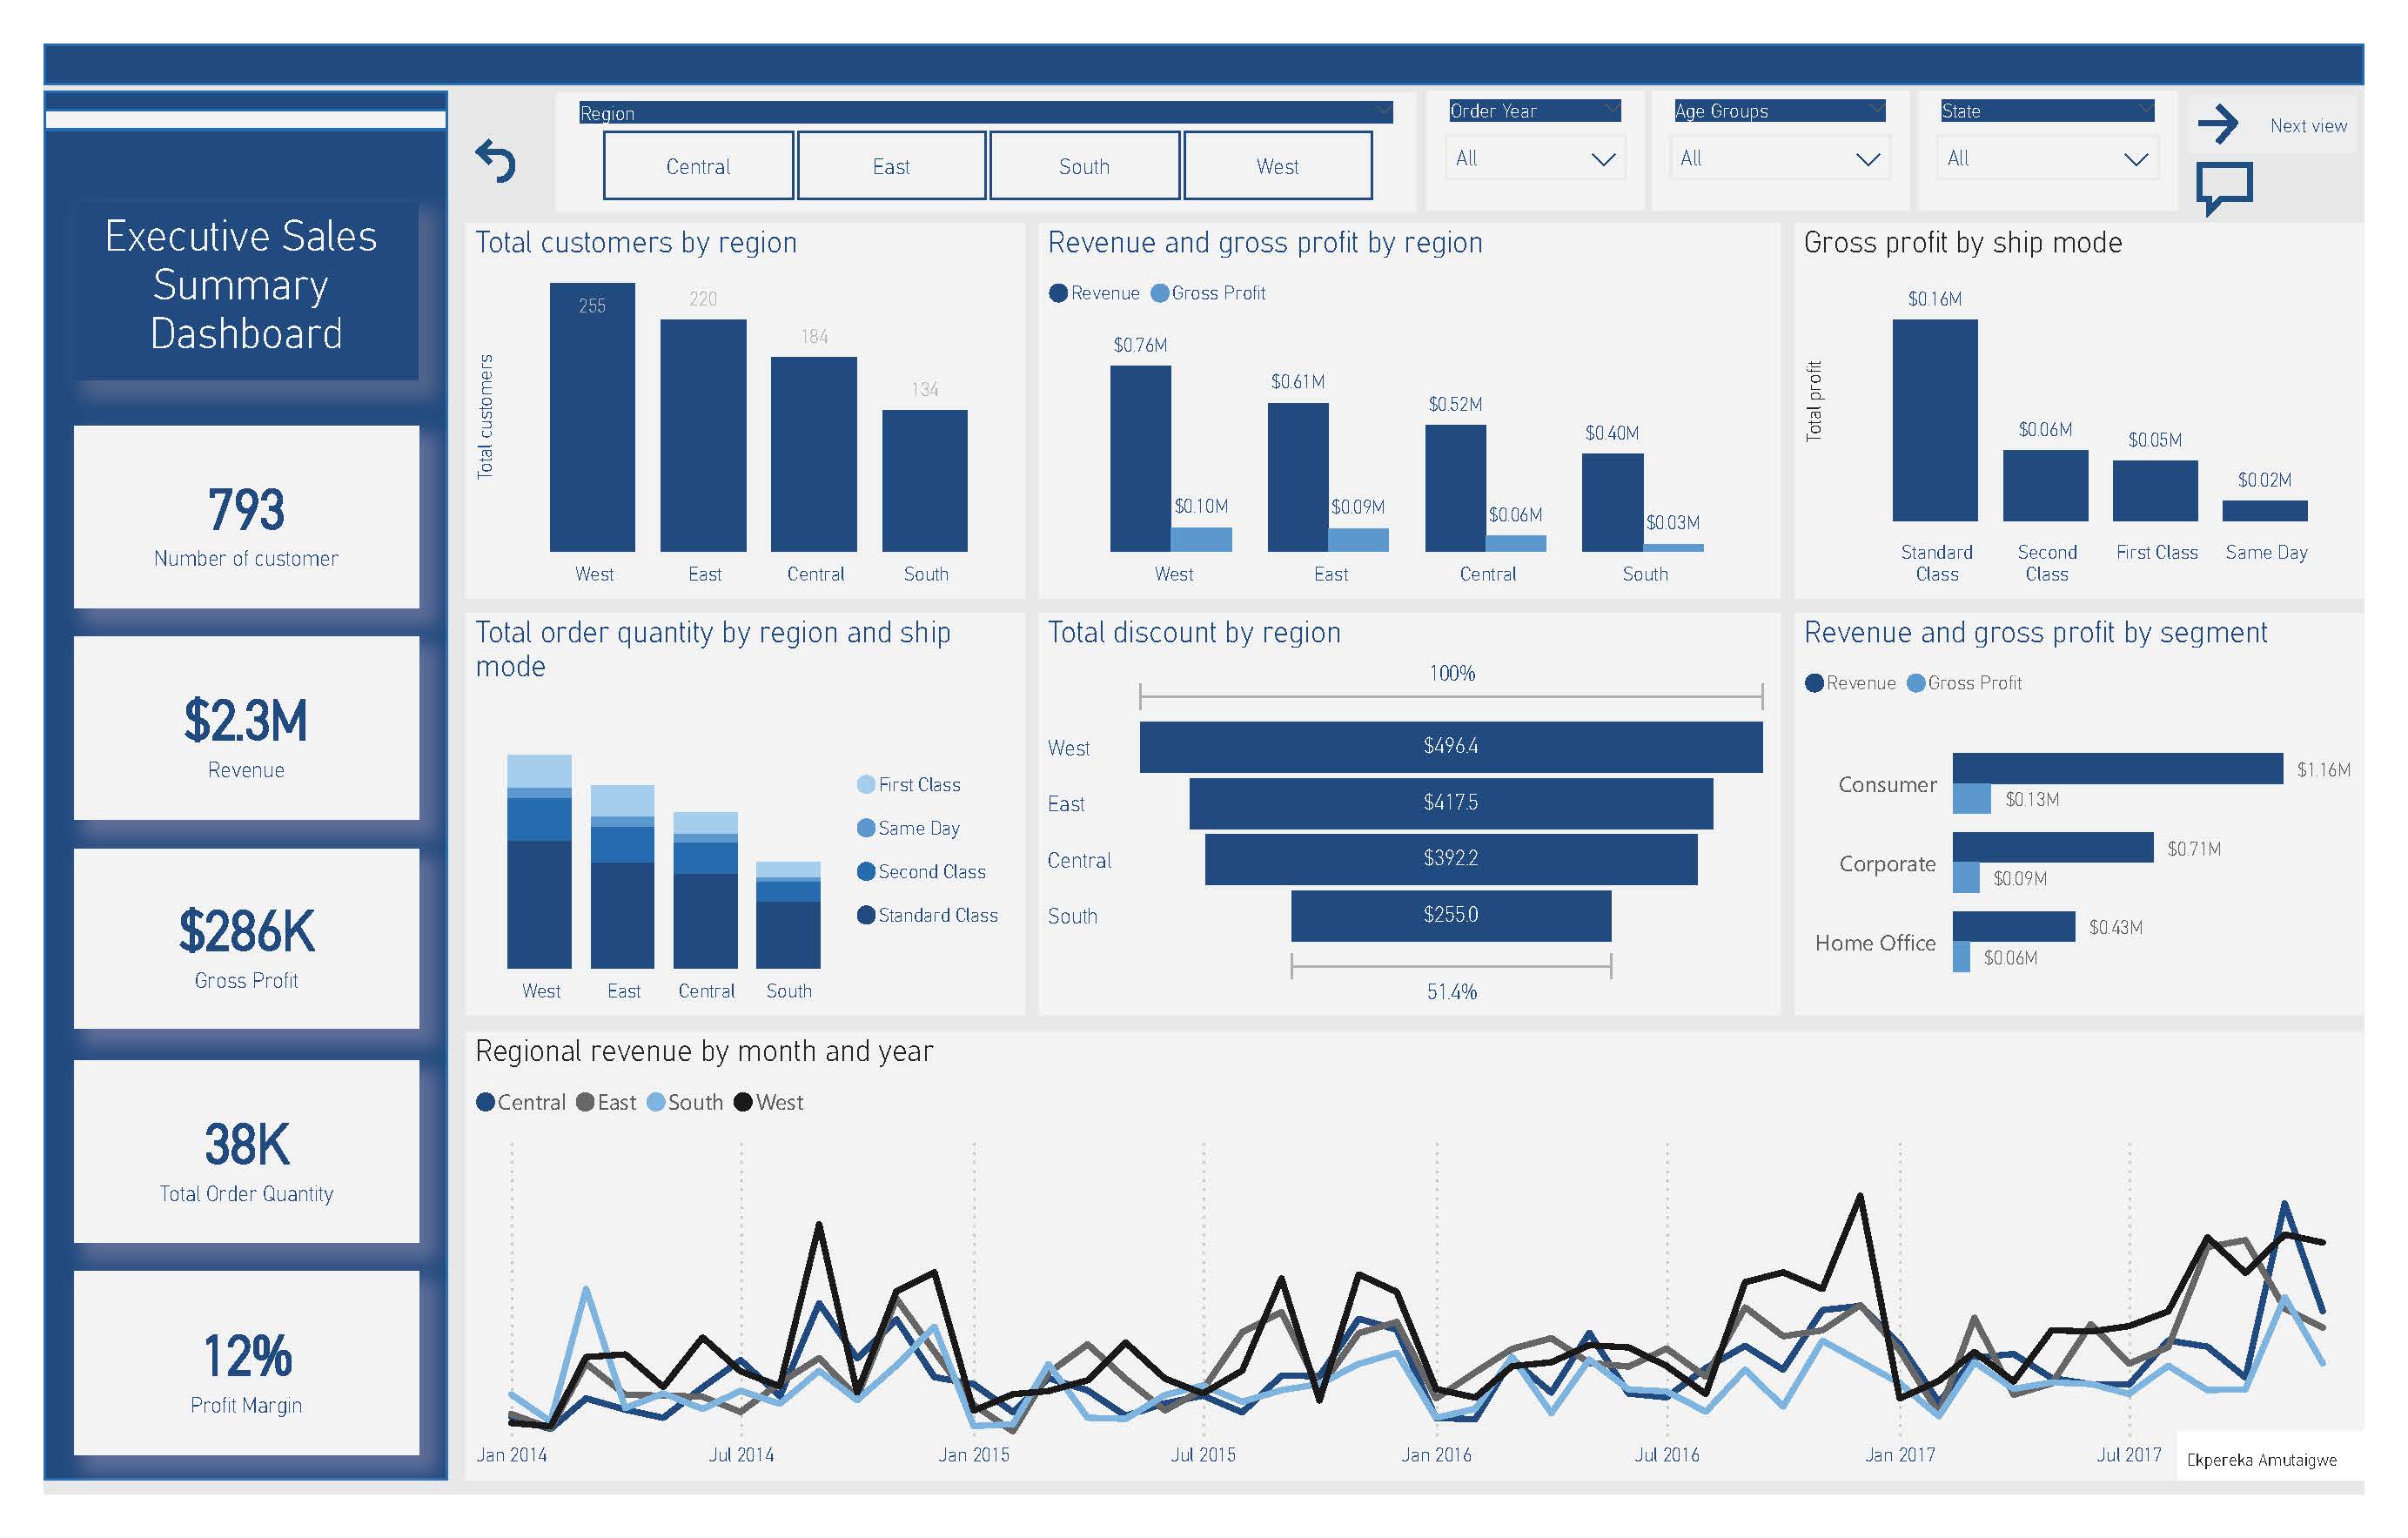 Region
Central
East
South
West
Order Year
All
Age Groups
All
State
All
Next view
Executive Sales
Summary
Dashboard
793
Number of customer
$2.3M
Revenue
$286K
Gross Profit
38K
Total Order Quantity
12%
Profit Margin
Total customers by region
Total customers
255
220
184
134
West
East
Central
South
Revenue and gross profit by region
Revenue
Gross Profit
$0.76M
$0.10M
$0.61M
$0.09M
$0.52M
$0.06M
$0.40M
$0.03M
West
East
Central
South
Gross profit by ship mode
Total profit
$0.16M
$0.06M
$0.05M
$0.02M
Standard
Class
Second
Class
First Class
Same Day
Total order quantity by region and ship
mode
First Class
Same Day
Second Class
Standard Class
West
East
Central
South
Total discount by region
100%
West
$496.4
East
$417.5
Central
$392.2
South
$255.0
51.4%
Revenue and gross profit by segment
Revenue
Gross Profit
Consumer
$1.16M
$0.13M
Corporate
$0.71M
$0.09M
Home Office
$0.43M
$0.06M
Regional revenue by month and year
Central
East
South
West
Jan 2014
Jul 2014
Jan 2015
Jul 2015
Jan 2016
Jul 2016
Jan 2017
Jul 2017
Ekpereka Amutaigwe